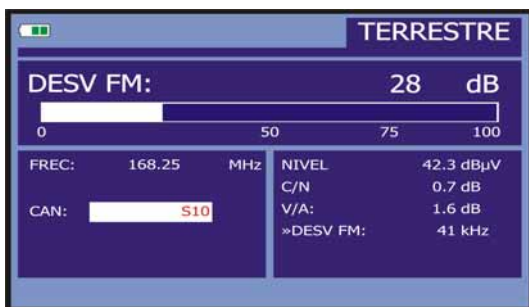 TERRESTRE
DESV FM: 28 dB
0 50 75 100
FREC: 168.25 MHz
CAN: S10
NIVEL 42.3 dBµV
C/N 0.7 dB
V/A: 1.6 dB
»DESV FM: 41 kHz